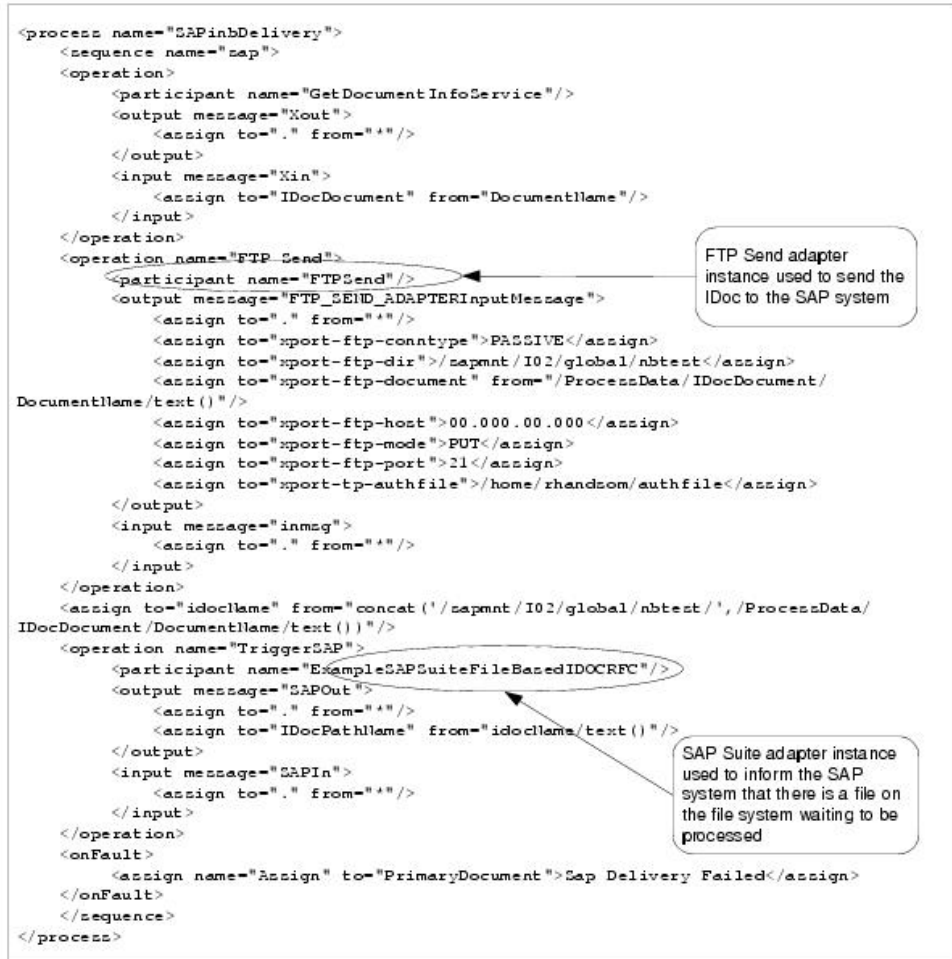 <process name="SAPinbDelivery">
<sequence name="sap">
<operation>
<participant name="GetDocumentInfoService"/>
<output message="Xout">
<assign to="." from="*"/>
</output>
<input message="Xin">
<assign to="IDocDocument" from="DocumentName"/>
</input>
</operation>
<operation name="FTP Send">
<participant name="FTPSend"/>
<output message="FTP_SEND_ADAPTERInputMessage">
<assign to="." from="*"/>
<assign to="xport-ftp-conntype">PASSIVE</assign>
<assign to="xport-ftp-dir">/sapmnt/I02/global/nbtest</assign>
<assign to="xport-ftp-document" from="/ProcessData/IDocDocument/
DocumentName/text()"/>
<assign to="xport-ftp-host">00.000.00.000</assign>
<assign to="xport-ftp-mode">PUT</assign>
<assign to="xport-ftp-port">21</assign>
<assign to="xport-tp-authfile">/home/rhandsom/authfile</assign>
</output>
<input message="inmsg">
<assign to="." from="*"/>
</input>
</operation>
<assign to="idocName" from="concat('/sapmnt/I02/global/nbtest/',/ProcessData/
IDocDocument/DocumentName/text())"/>
<operation name="TriggerSAP">
<participant name="ExampleSAPSuiteFileBasedIDOCRFC"/>
<output message="SAPOut">
<assign to="." from="*"/>
<assign to="IDocPathName" from="idocName/text()"/>
</output>
<input message="SAPIn">
<assign to="." from="*"/>
</input>
</operation>
<onFault>
<assign name="Assign" to="PrimaryDocument">Sap Delivery Failed</assign>
</onFault>
</sequence>
</process>
FTP Send adapter
instance used to send the
IDoc to the SAP system
SAP Suite adapter instance
used to inform the SAP
system that there is a file on
the file system waiting to be
processed